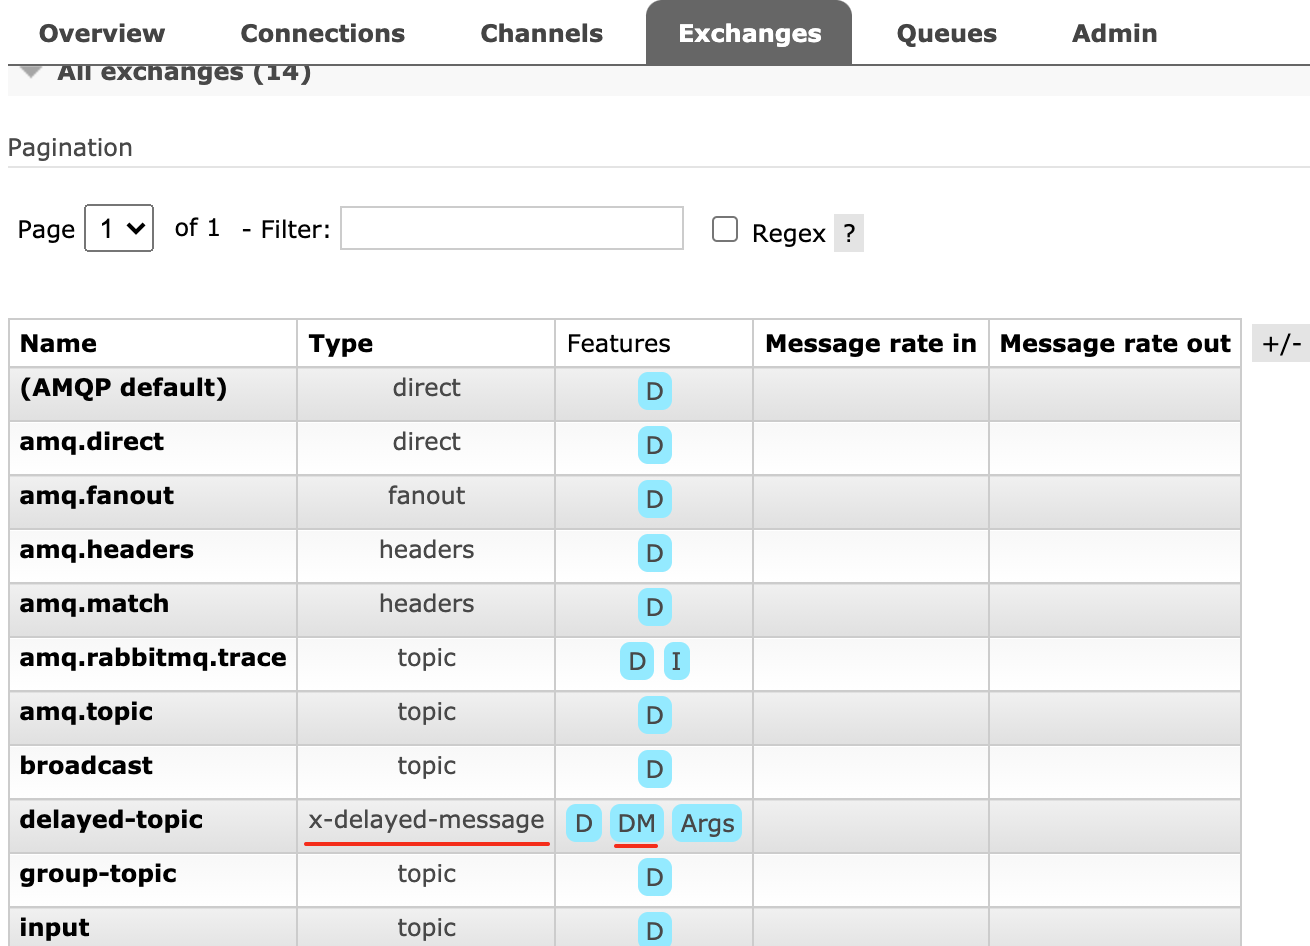 Overview Connections Channels Exchanges Queues Admin
All exchanges (14)
Pagination
Page 1 of 1 - Filter: Regex ?
Name Type Features Message rate in Message rate out +/-
(AMQP default) direct D
amq.direct direct D
amq.fanout fanout D
amq.headers headers D
amq.match headers D
amq.rabbitmq.trace topic D I
amq.topic topic D
broadcast topic D
delayed-topic x-delayed-message D DM Args
group-topic topic D
input topic D